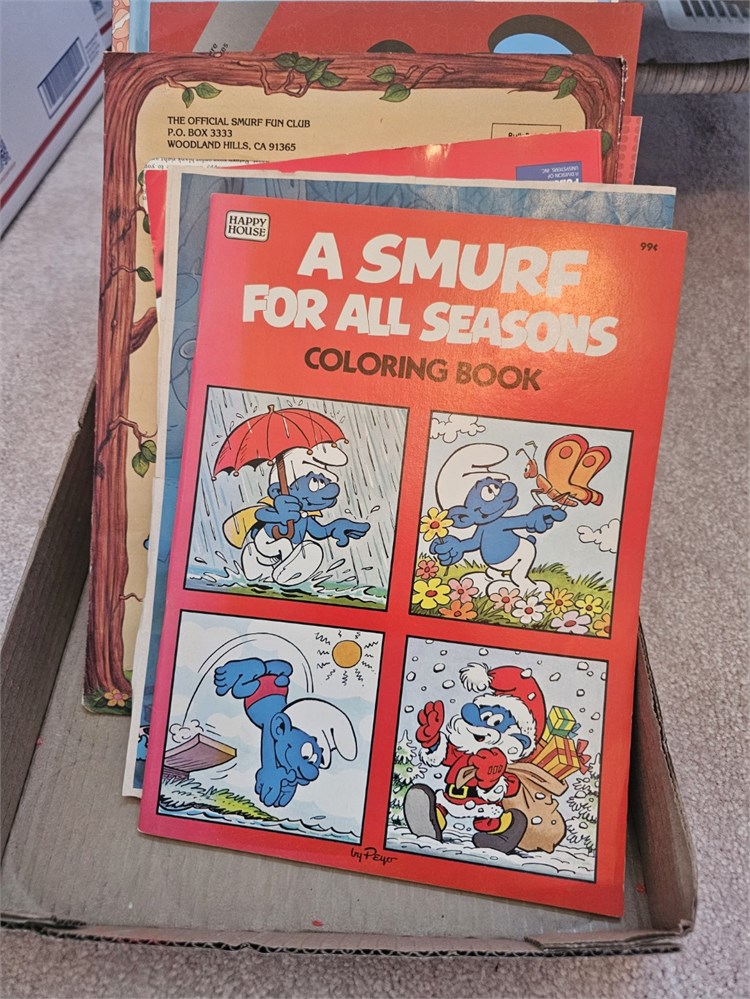 THE OFFICIAL SMURF FUN CLUB
P.O. BOX 3333
WOODLAND HILLS, CA 91365
HAPPY
HOUSE
99¢
A SMURF
FOR ALL SEASONS
COLORING BOOK
by Peyo